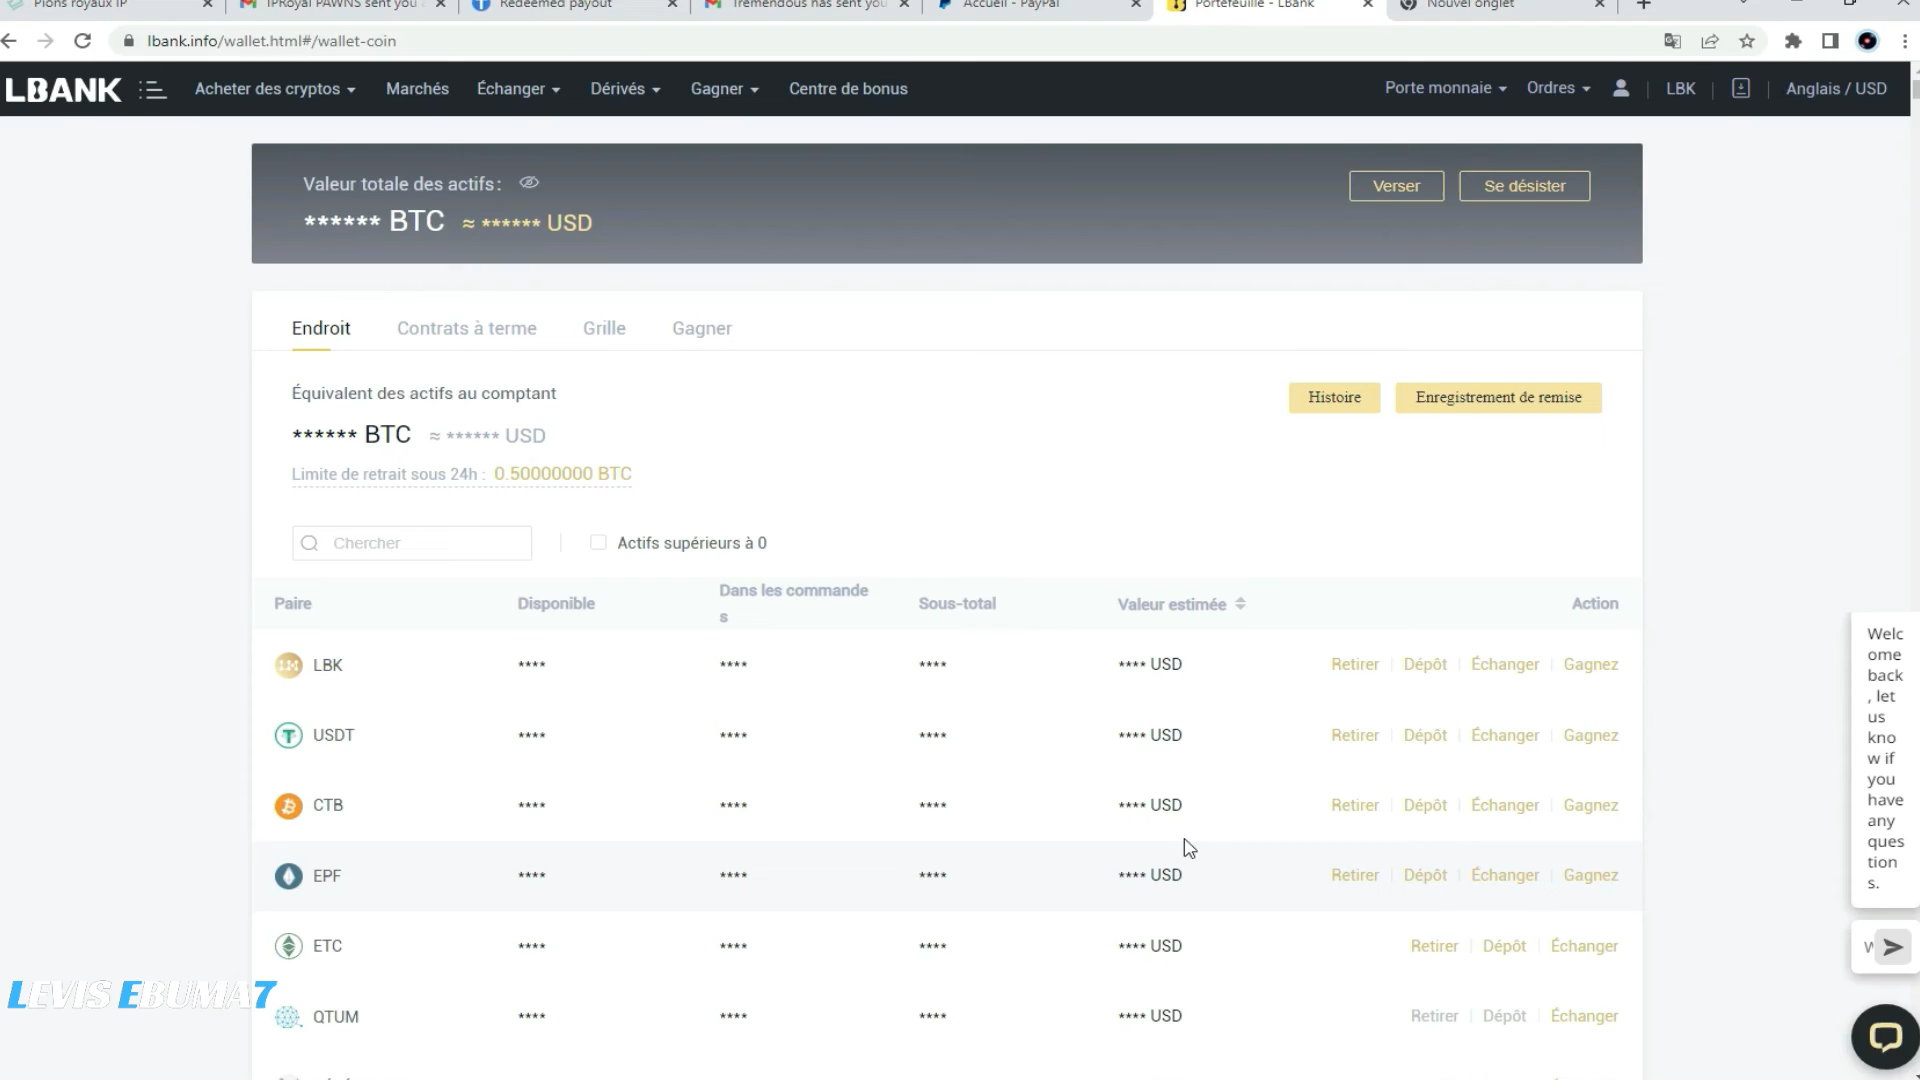 Pions royaux IP
IPRoyal PAWNS sent you
Redeemed payout
Tremendous has sent you
Accueil - PayPal
Portefeuille - LBank
Nouvel onglet
lbank.info/wallet.html#/wallet-coin
LBANK
Acheter des cryptos
Marchés
Échanger
Dérivés
Gagner
Centre de bonus
Porte monnaie
Ordres
LBK
Anglais / USD
Valeur totale des actifs :
****** BTC ≈ ****** USD
Verser
Se désister
Endroit
Contrats à terme
Grille
Gagner
Équivalent des actifs au comptant
****** BTC ≈ ****** USD
Limite de retrait sous 24h : 0.50000000 BTC
Histoire
Enregistrement de remise
Chercher
Actifs supérieurs à 0
Paire
Disponible
Dans les commande
s
Sous-total
Valeur estimée
Action
LBK **** **** **** **** USD Retirer Dépôt Échanger Gagnez
USDT **** **** **** **** USD Retirer Dépôt Échanger Gagnez
CTB **** **** **** **** USD Retirer Dépôt Échanger Gagnez
EPF **** **** **** **** USD Retirer Dépôt Échanger Gagnez
ETC **** **** **** **** USD Retirer Dépôt Échanger
QTUM **** **** **** **** USD Retirer Dépôt Échanger
Welc
ome
back
, let
us
kno
w if
you
have
any
ques
tion
s.
LEVIS EBUMA7